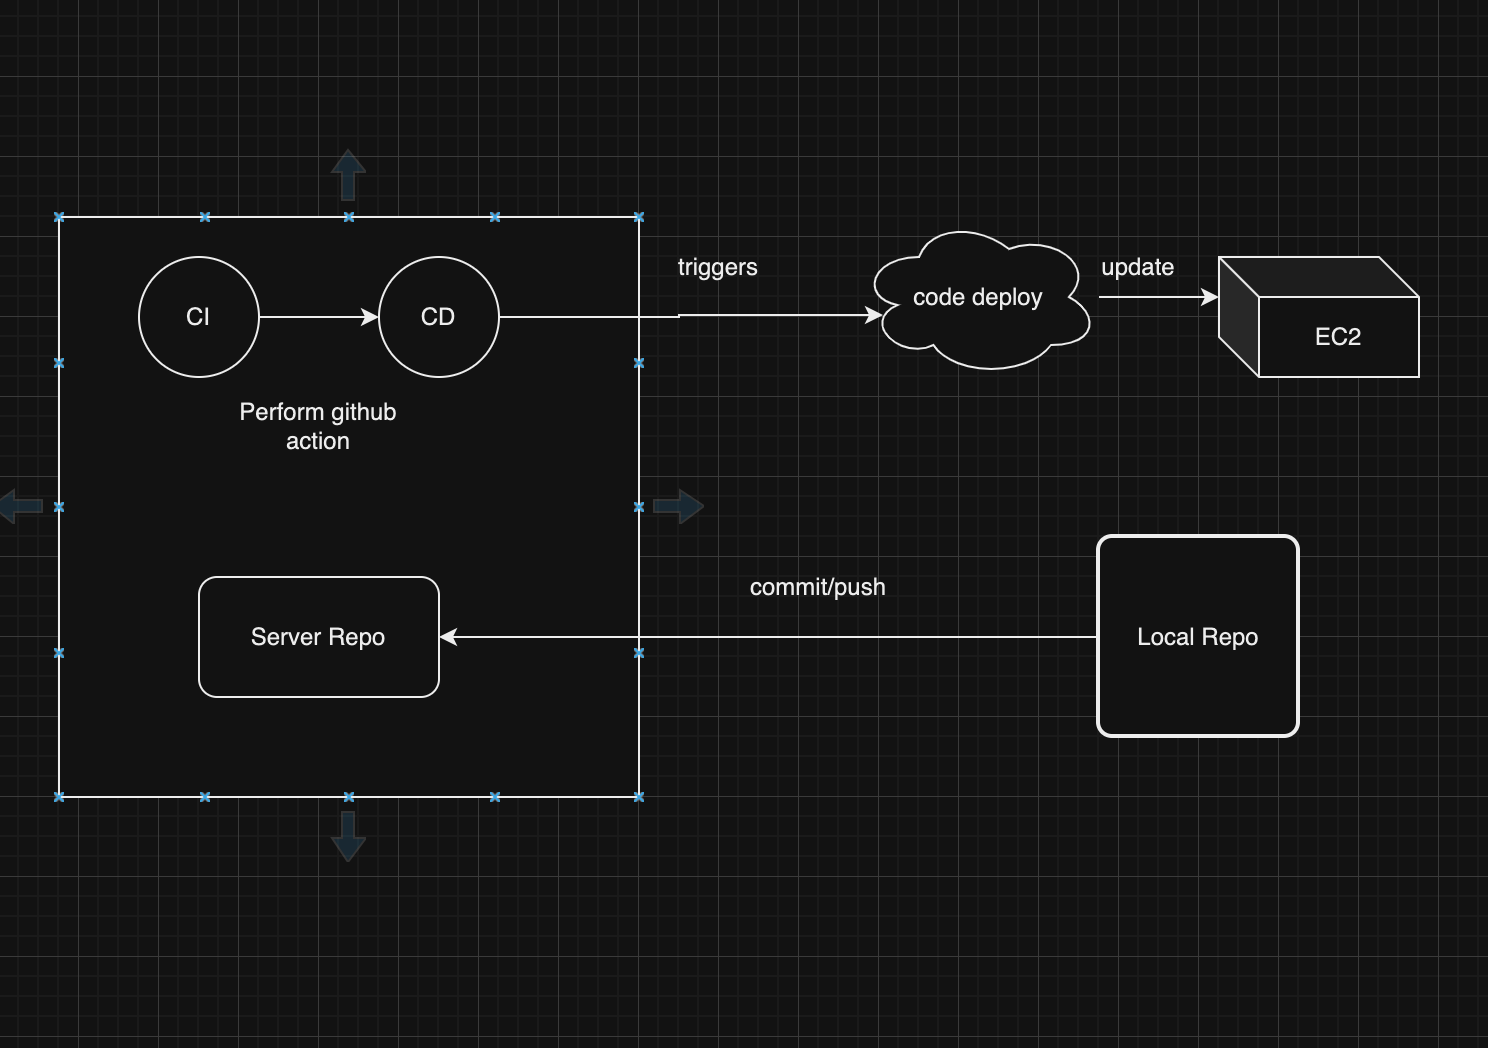 triggers
update
CI
CD
code deploy
EC2
Perform github
action
commit/push
Server Repo
Local Repo